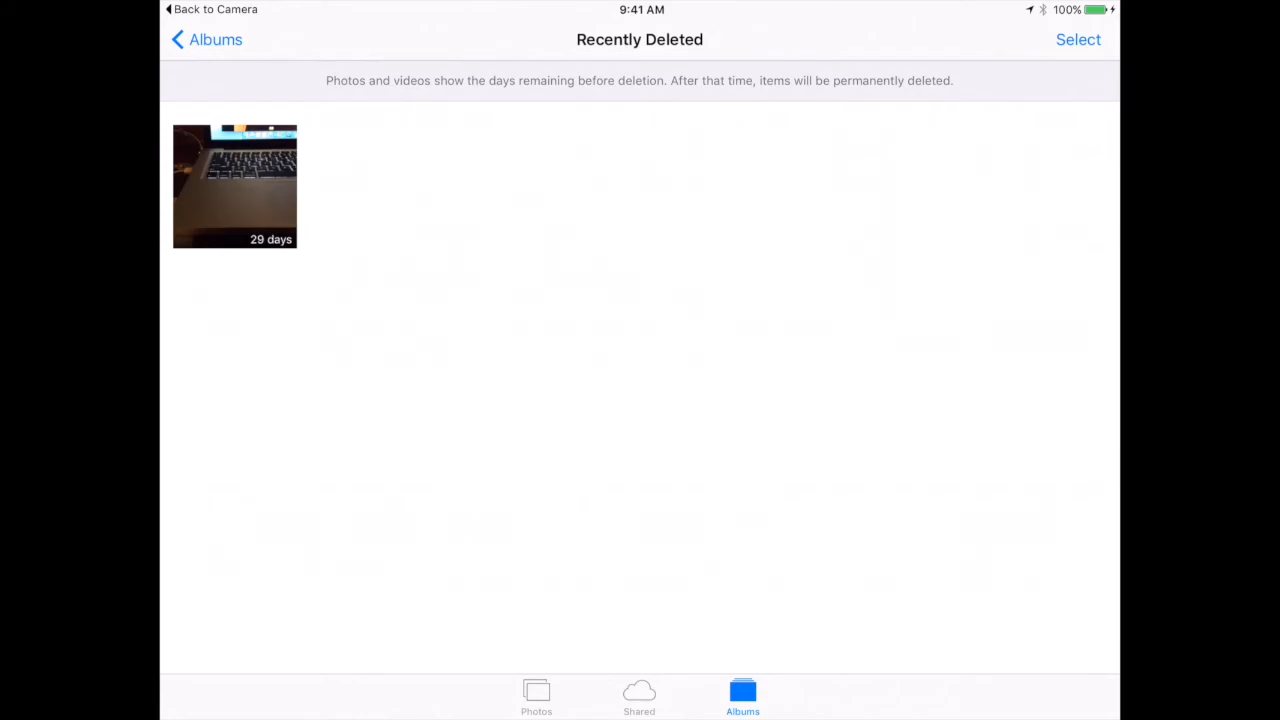 Back to Camera
9:41 AM
100%
Albums
Recently Deleted
Select
Photos and videos show the days remaining before deletion. After that time, items will be permanently deleted.
29 days
Photos
Shared
Albums